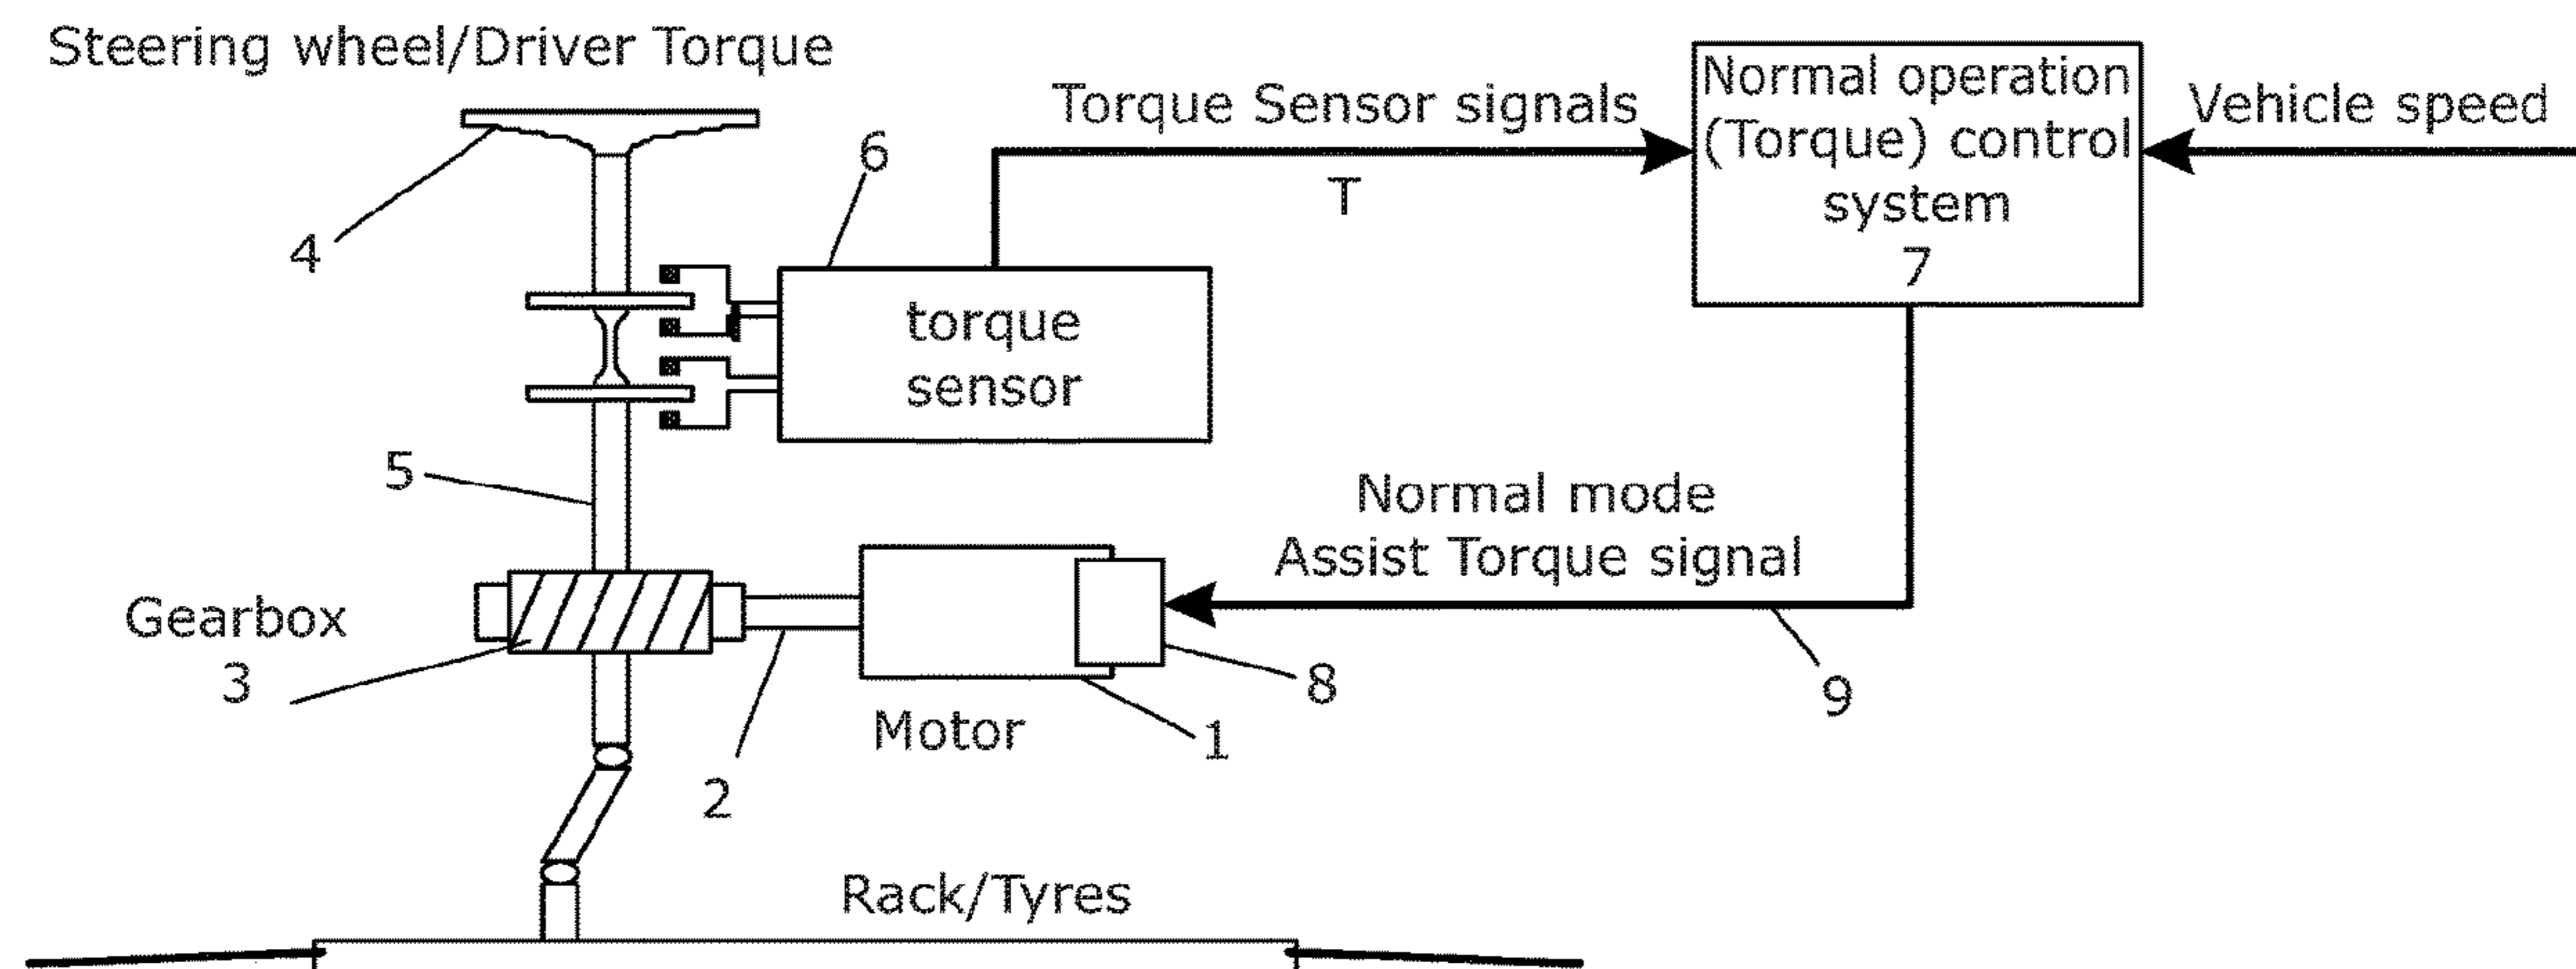 Steering wheel/Driver Torque
4
6
torque
sensor
Torque Sensor signals
T
Normal operation
(Torque) control
system
7
Vehicle speed
5
Gearbox
3
2
Motor
1
8
Normal mode
Assist Torque signal
9
Rack/Tyres